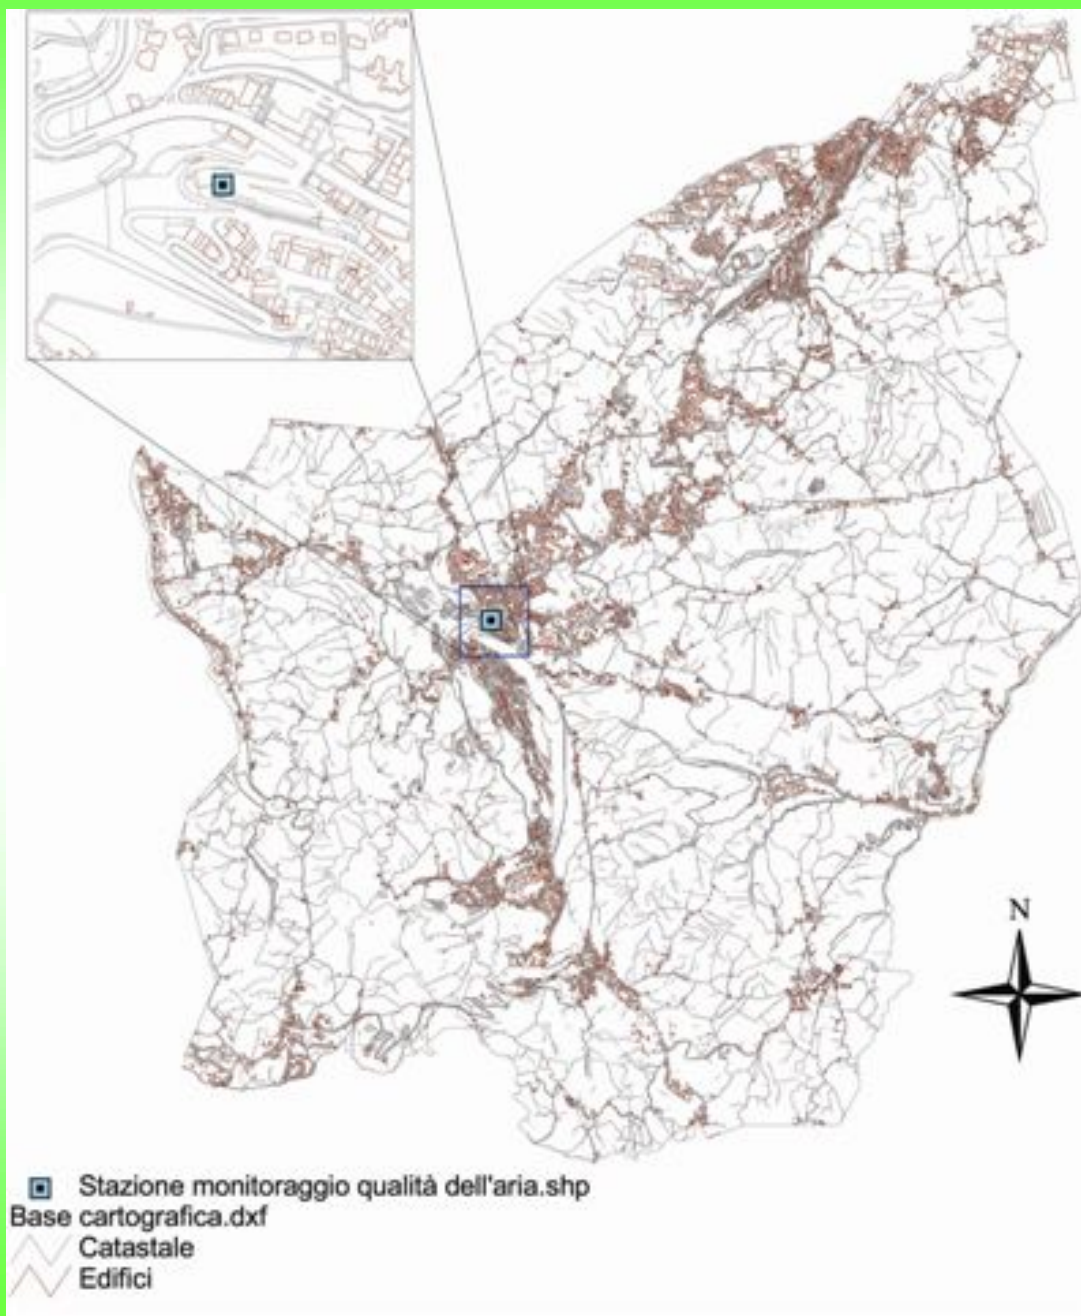 N
Stazione monitoraggio qualità dell'aria.shp
Base cartografica.dxf
Catastale
Edifici